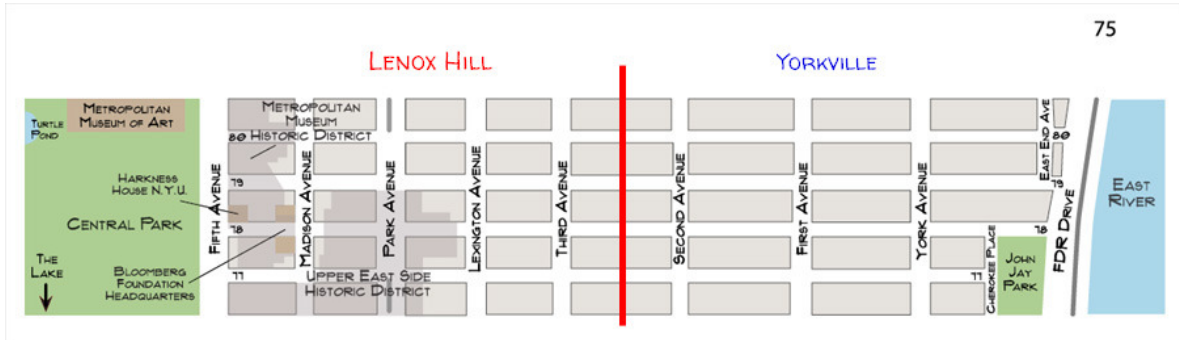 75
LENOX HILL
YORKVILLE
METROPOLITAN
MUSEUM OF ART
TURTLE
POND
METROPOLITAN
MUSEUM
HISTORIC DISTRICT
80
EAST END AVE
80
HARKNESS
HOUSE N.Y.U.
79
79
CENTRAL PARK
FIFTH AVENUE
MADISON AVENUE
PARK AVENUE
LEXINGTON AVENUE
THIRD AVENUE
SECOND AVENUE
FIRST AVENUE
YORK AVENUE
FDR DRIVE
EAST
RIVER
78
78
THE
LAKE
BLOOMBERG
FOUNDATION
HEADQUARTERS
77
UPPER EAST SIDE
HISTORIC DISTRICT
77
CHEROKEE PLACE
JOHN
JAY
PARK